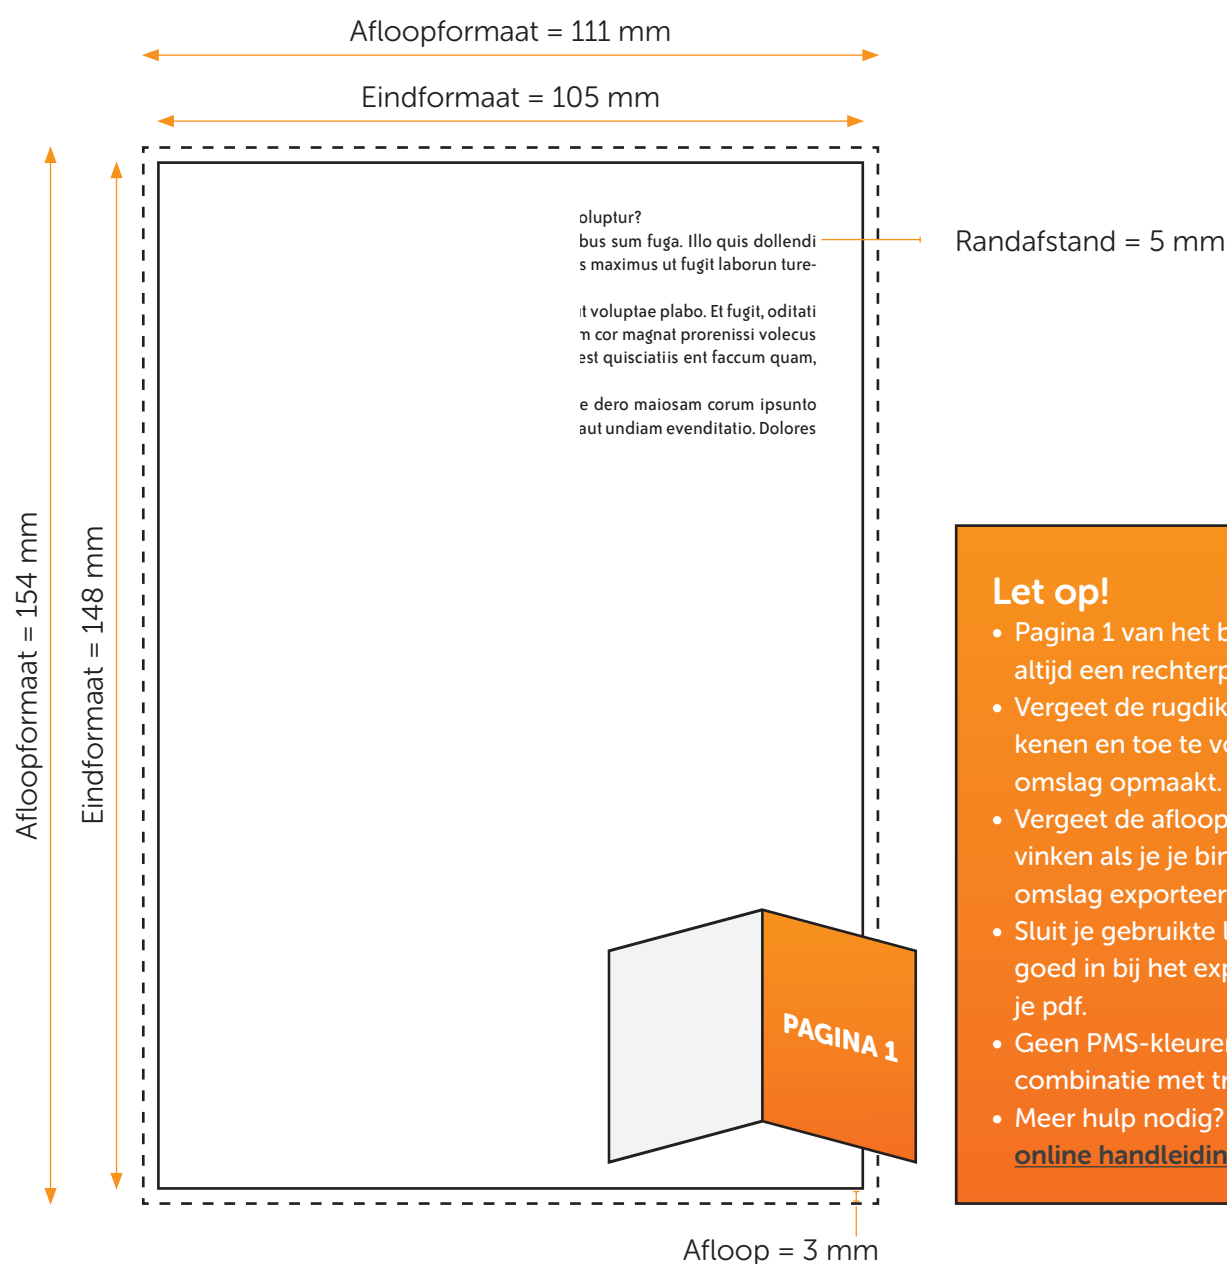 Afloopformaat = 111 mm
Eindformaat = 105 mm
Afloopformaat = 154 mm
Eindformaat = 148 mm
oluptur?
bus sum fuga. Illo quis dollendi
s maximus ut fugit laborun ture-
t voluptae plabo. Et fugit, oditati
m cor magnat prorenissi volecus
est quisciatiis ent faccum quam,
e dero maiosam corum ipsunto
aut undiam evenditatio. Dolores
Randafstand = 5 mm
Let op!
• Pagina 1 van het b
altijd een rechterp
• Vergeet de rugdik
kenen en toe te vo
omslag opmaakt.
• Vergeet de afloop
vinken als je je bin
omslag exporteer
• Sluit je gebruikte l
goed in bij het exp
je pdf.
• Geen PMS-kleuren
combinatie met tr
• Meer hulp nodig?
online handleidin
PAGINA 1
Afloop = 3 mm